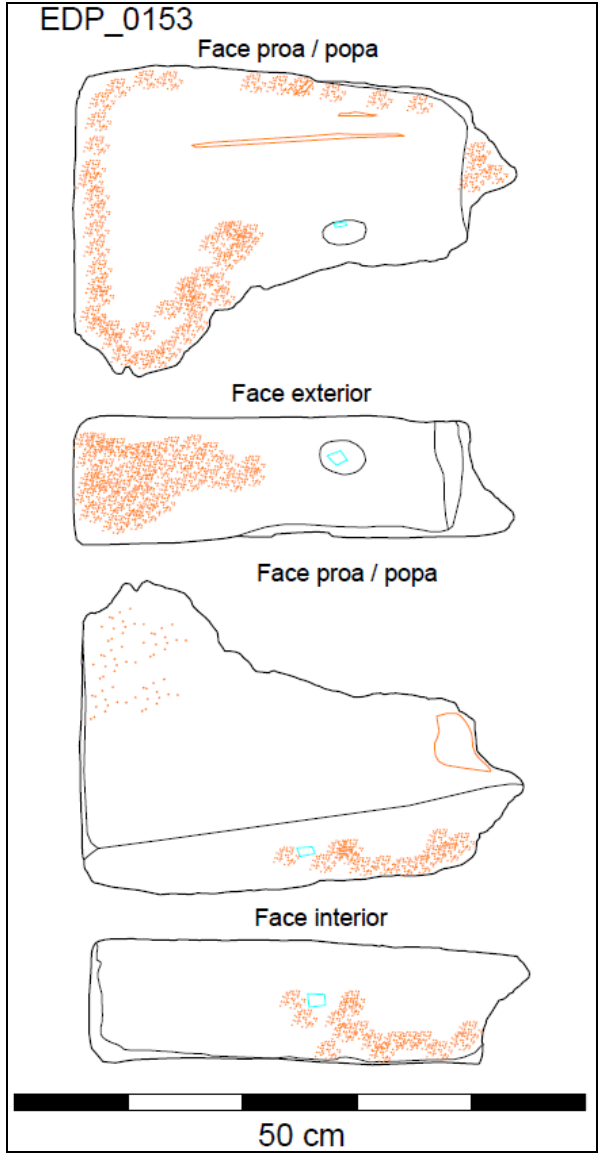 EDP_0153
Face proa / popa
Face exterior
Face proa / popa
Face interior
50 cm